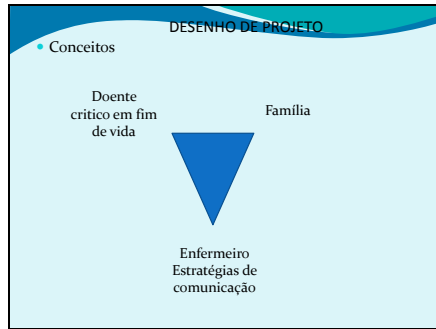 DESENHO DE PROJETO
Conceitos
Doente
critico em fim
de vida
Família
Enfermeiro
Estratégias de
comunicação